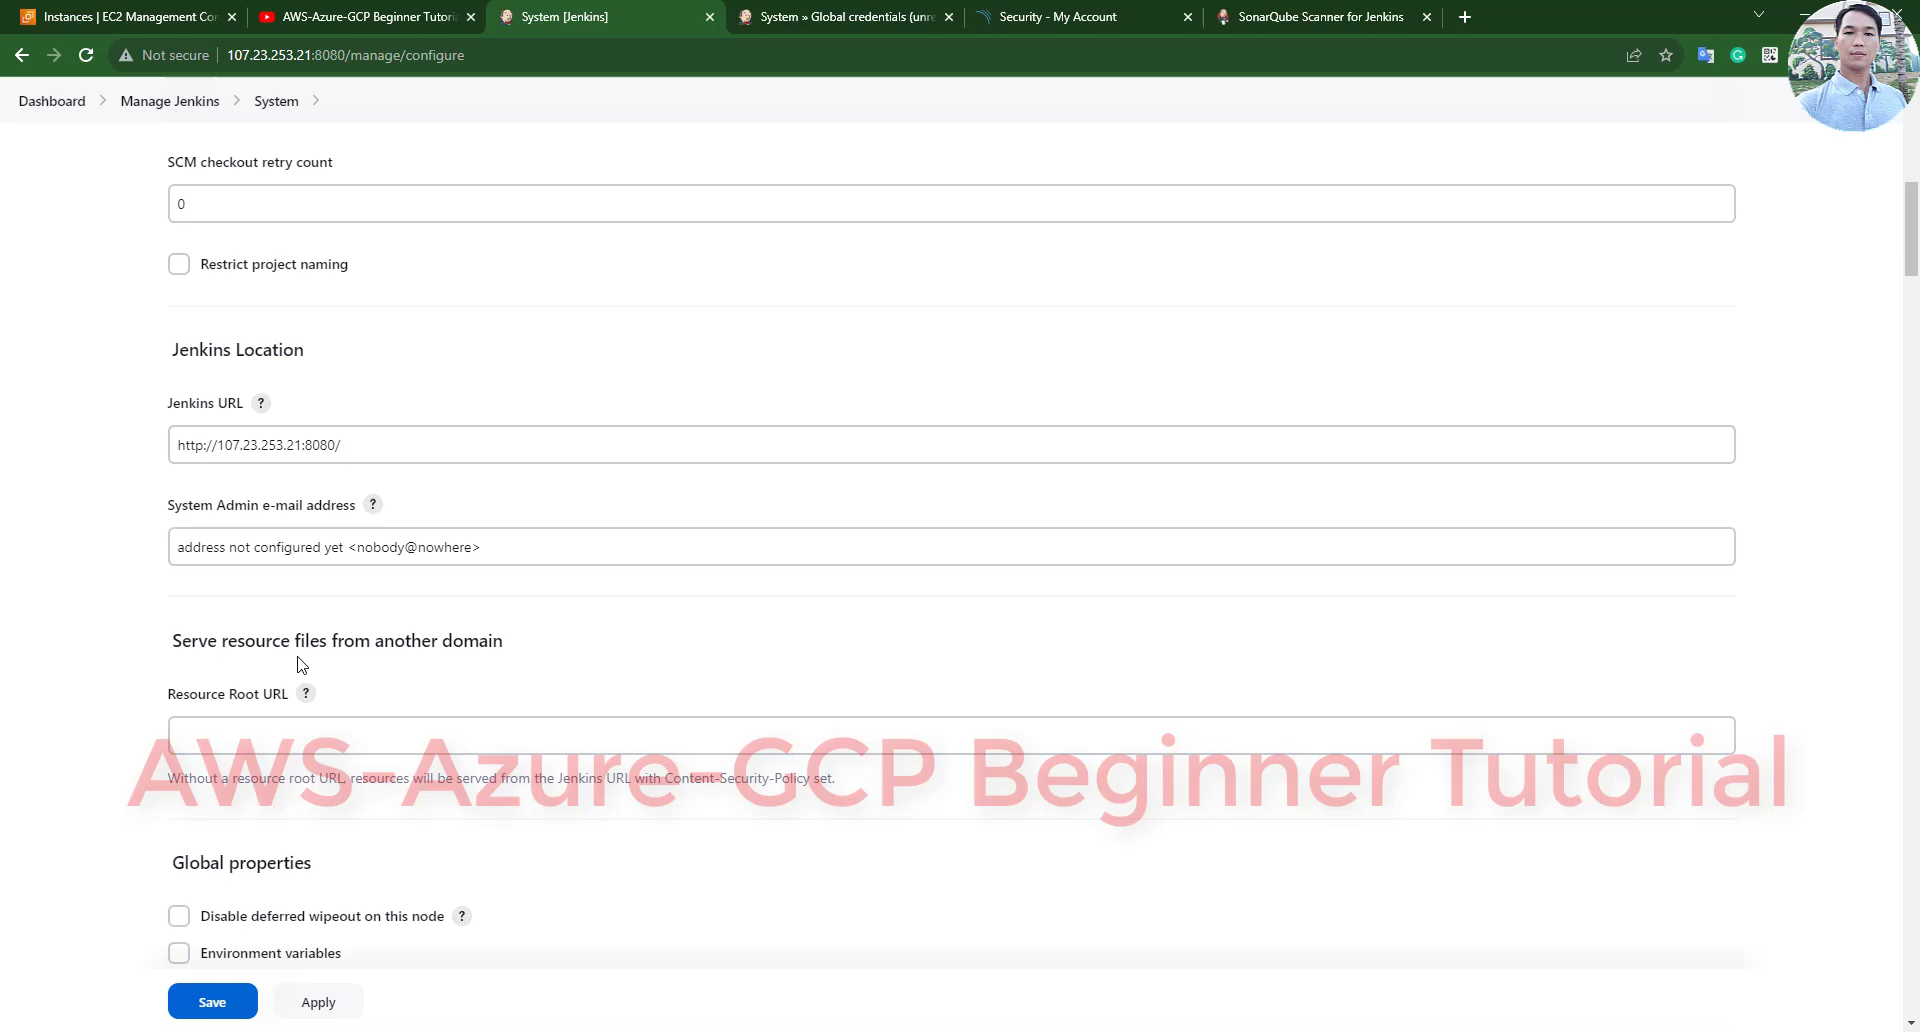 Instances | EC2 Management Cor
AWS-Azure-GCP Beginner Tutoria
System [Jenkins]
System » Global credentials (unre
Security - My Account
SonarQube Scanner for Jenkins
Not secure
107.23.253.21:8080/manage/configure
Dashboard
Manage Jenkins
System
SCM checkout retry count
0
Restrict project naming
Jenkins Location
Jenkins URL ?
http://107.23.253.21:8080/
System Admin e-mail address ?
address not configured yet <nobody@nowhere>
Serve resource files from another domain
Resource Root URL ?
AWS-Azure-GCP Beginner Tutorial
Without a resource root URL, resources will be served from the Jenkins URL with Content-Security-Policy set.
Global properties
Disable deferred wipeout on this node ?
Environment variables
Save
Apply